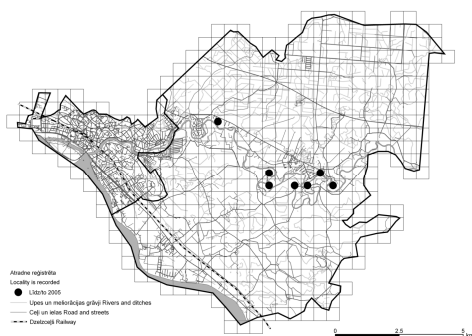 Atradne reģistrēta
Locality is recorded
Līdz/to 2005
Upes un meliorācijas grāvji Rivers and ditches
Ceļi un ielas Road and streets
Dzelzceļš Railway
0 2.5 5
km